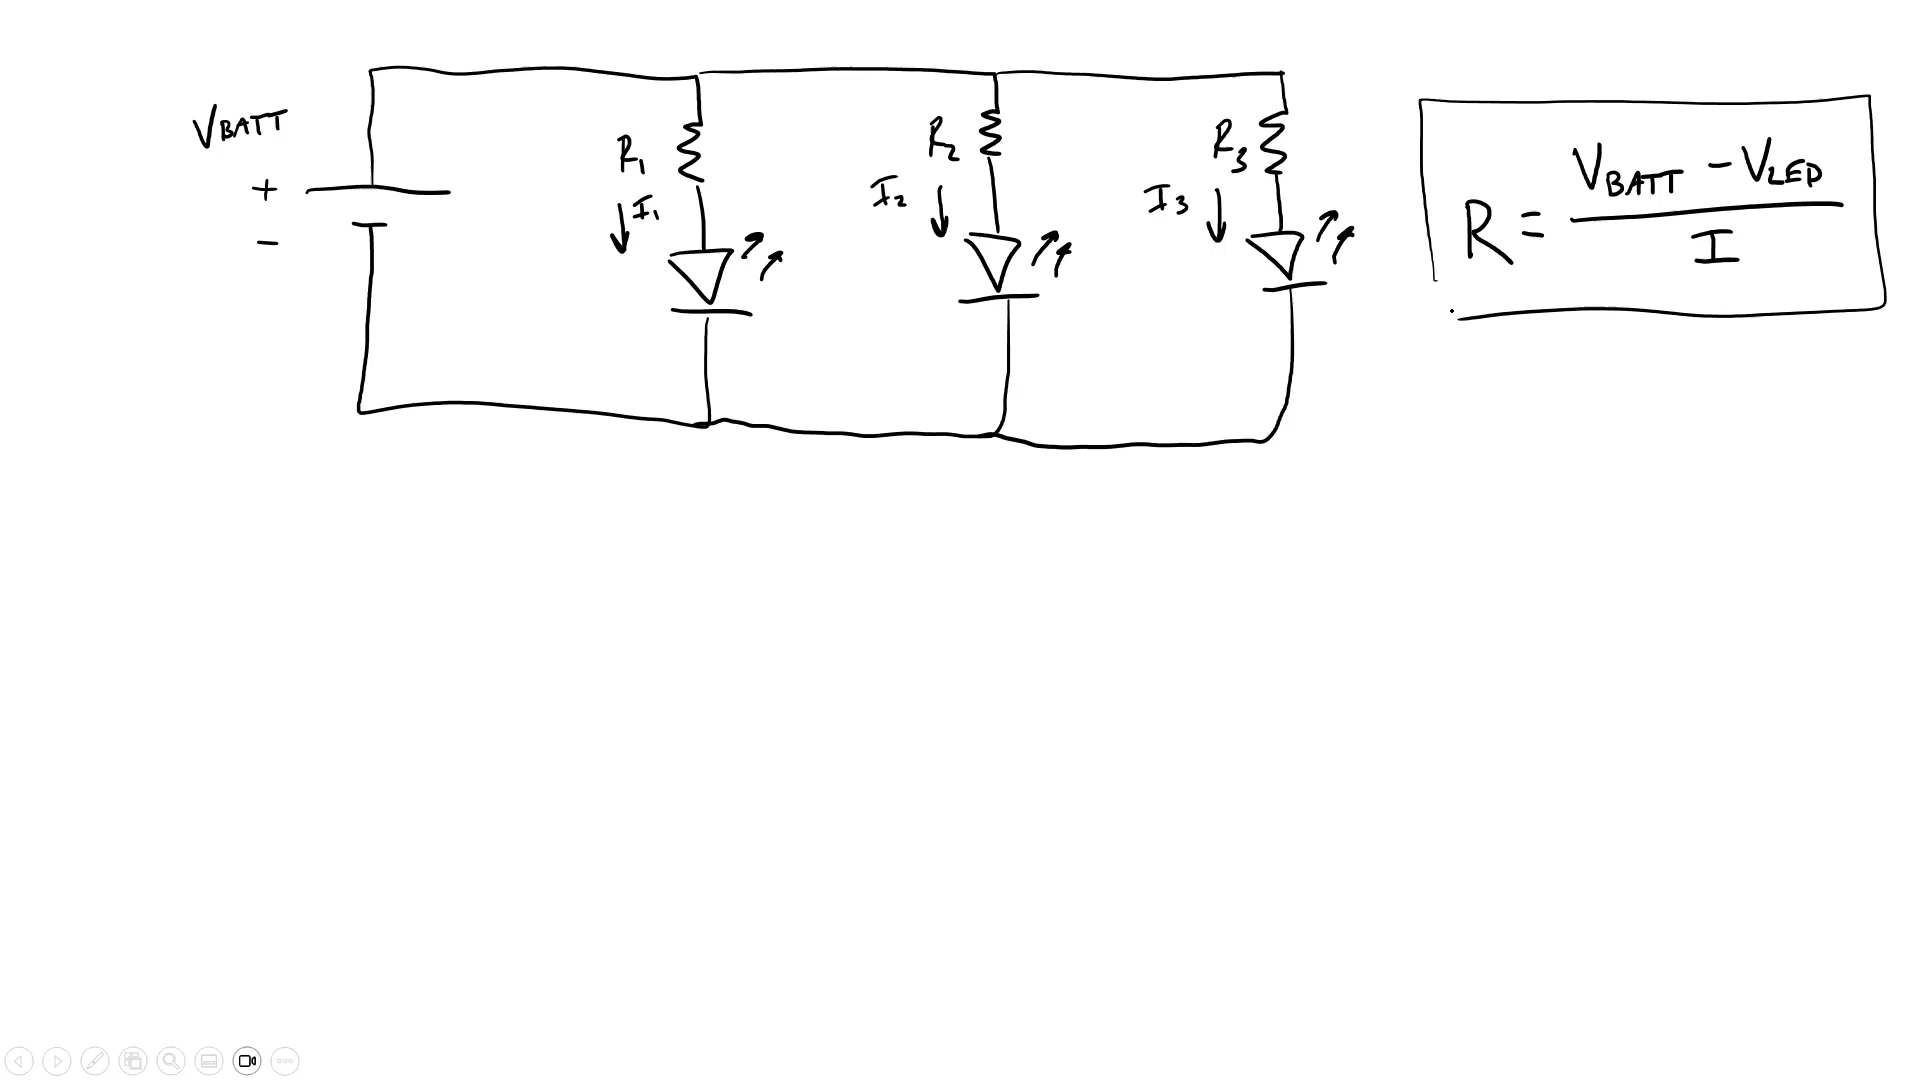 VBATT
+
-
R1
I1
R2
I2
R3
I3
R = (VBATT - VLED) / I